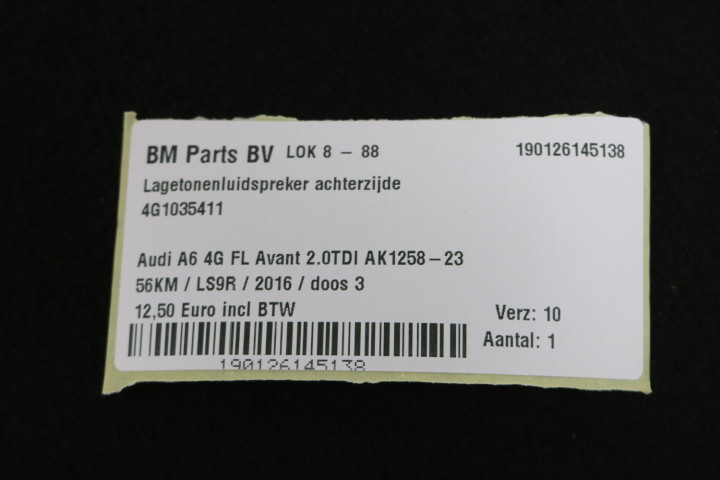 BM Parts BV LOK 8 - 88 190126145138
Lagetonenluidspreker achterzijde
4G1035411
Audi A6 4G FL Avant 2.0TDI AK1258-23
56KM / LS9R / 2016 / doos 3
12,50 Euro incl BTW Verz: 10
Aantal: 1
190126145138